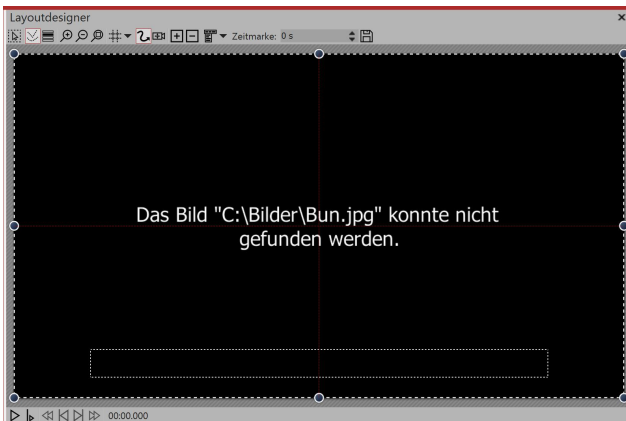 Layoutdesigner
Zeitmarke: 0 s
Das Bild "C:\Bilder\Bun.jpg" konnte nicht
gefunden werden.
00:00.000